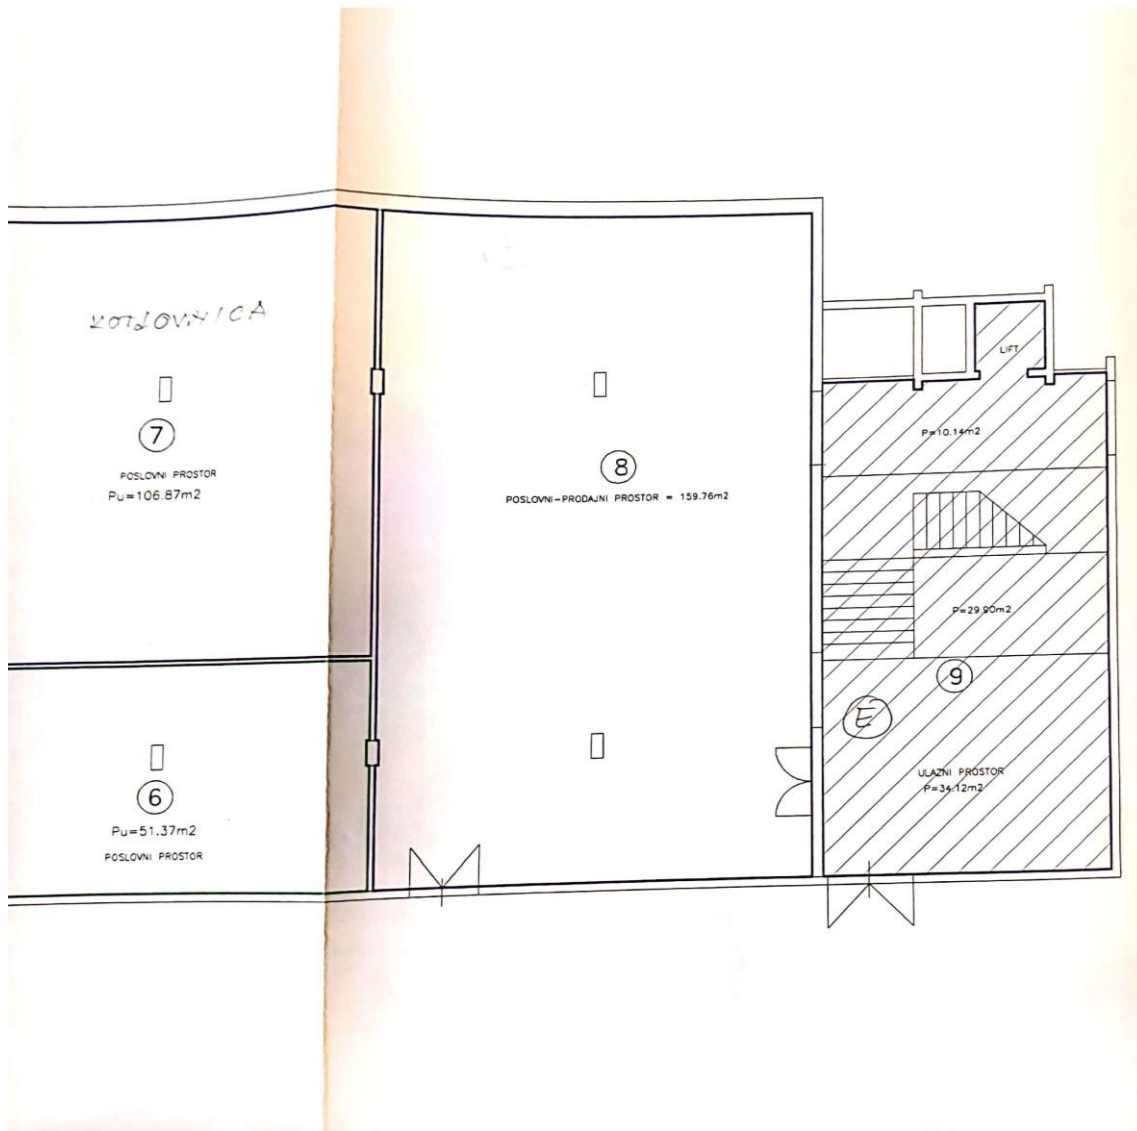 KOTLOVNICA
7
POSLOVNI PROSTOR
Pu=106.87m2
8
POSLOVNI-PRODAJNI PROSTOR = 159.76m2
LIFT
P=10.14m2
P=29.90m2
9
E
ULAZNI PROSTOR
P=34.12m2
6
Pu=51.37m2
POSLOVNI PROSTOR